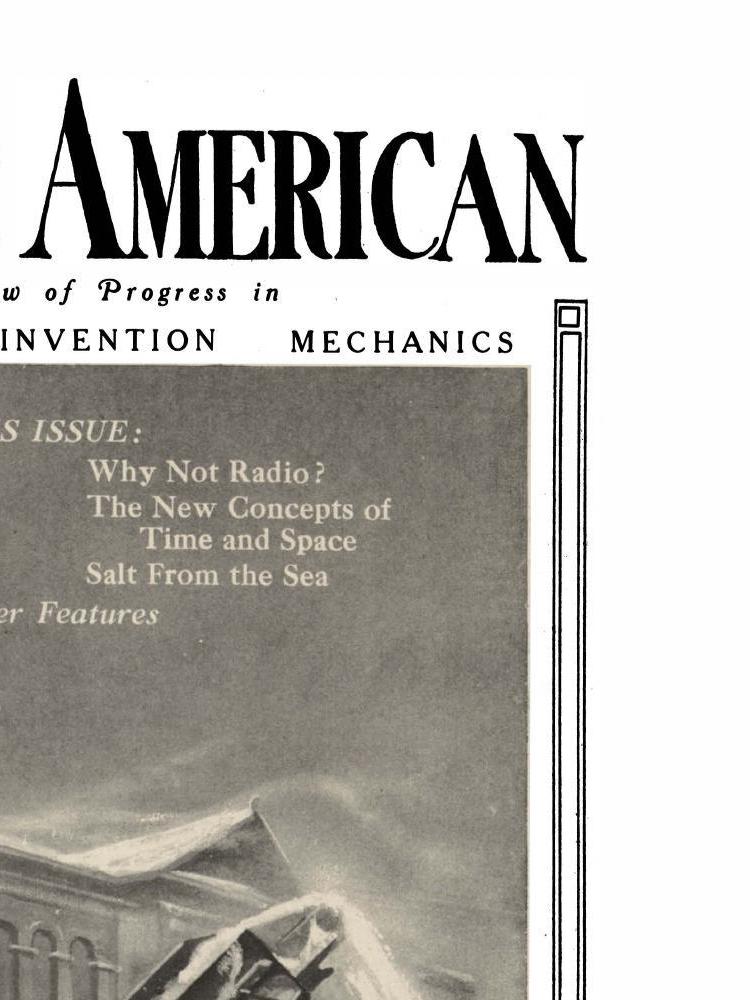 AMERICAN
of Progress in
INVENTION MECHANICS
ISSUE:
Why Not Radio?
The New Concepts of
Time and Space
Salt From the Sea
Features